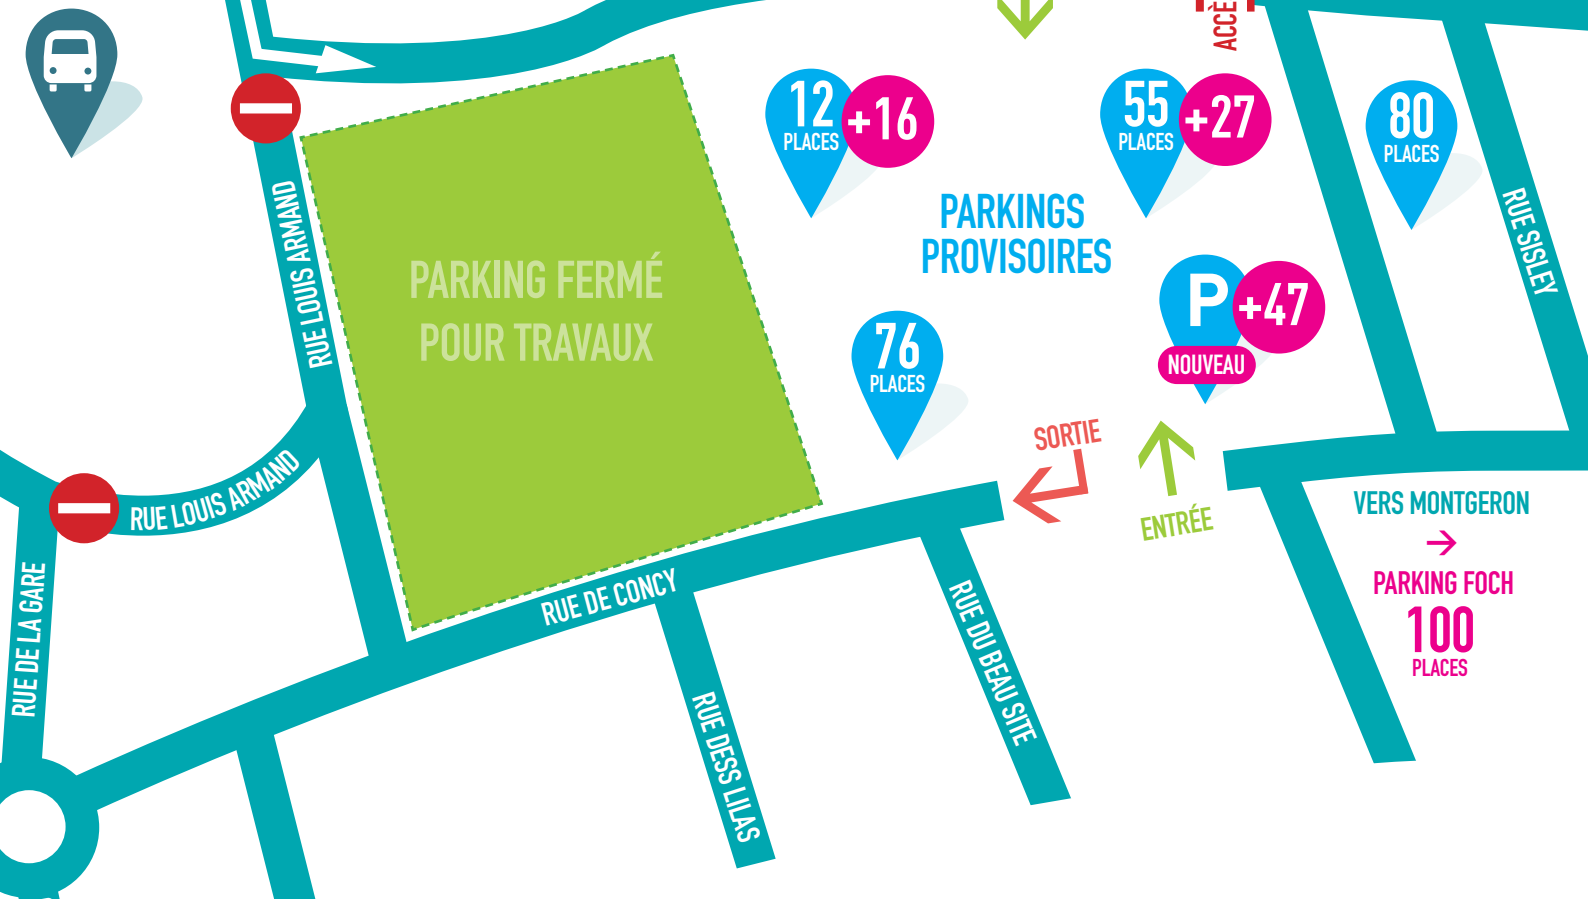 ACCÈ
12
PLACES
+16
55
PLACES
+27
80
PLACES
PARKINGS
PROVISOIRES
RUE LOUIS ARMAND
RUE SISLEY
PARKING FERMÉ
POUR TRAVAUX
P
+47
NOUVEAU
76
PLACES
SORTIE
ENTRÉE
RUE LOUIS ARMAND
VERS MONTGERON
PARKING FOCH
100
PLACES
RUE DE LA GARE
RUE DE CONCY
RUE DU BEAU SITE
RUE DESS LILAS